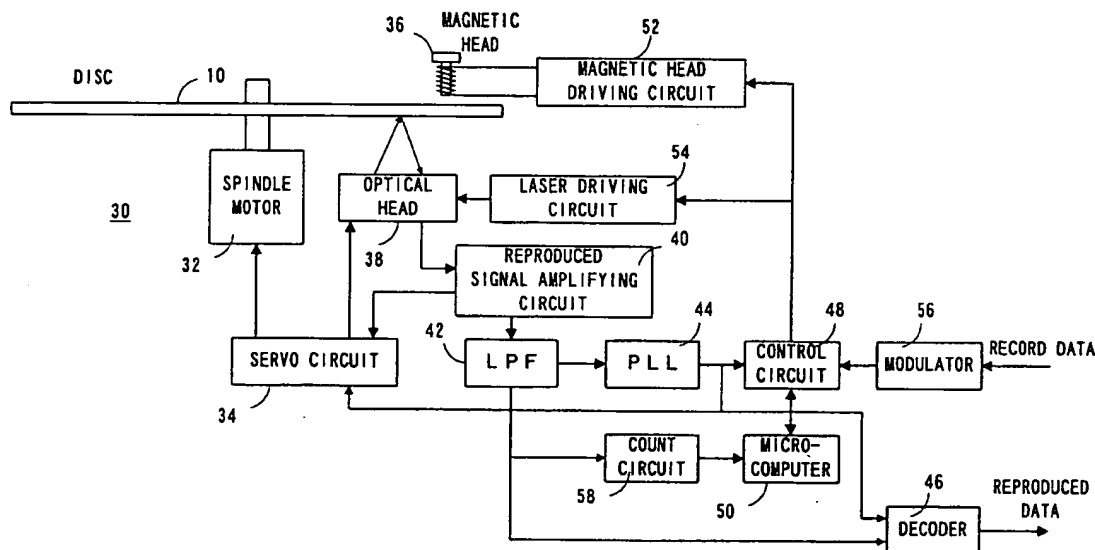 36
MAGNETIC
HEAD
52
MAGNETIC HEAD
DRIVING CIRCUIT
DISC
10
SPINDLE
MOTOR
30
32
OPTICAL
HEAD
38
LASER DRIVING
CIRCUIT
54
REPRODUCED
SIGNAL AMPLIFYING
CIRCUIT
40
SERVO CIRCUIT
34
42
LPF
44
PLL
48
CONTROL
CIRCUIT
56
MODULATOR
RECORD DATA
COUNT
CIRCUIT
58
MICRO-
COMPUTER
50
46
DECODER
REPRODUCED
DATA